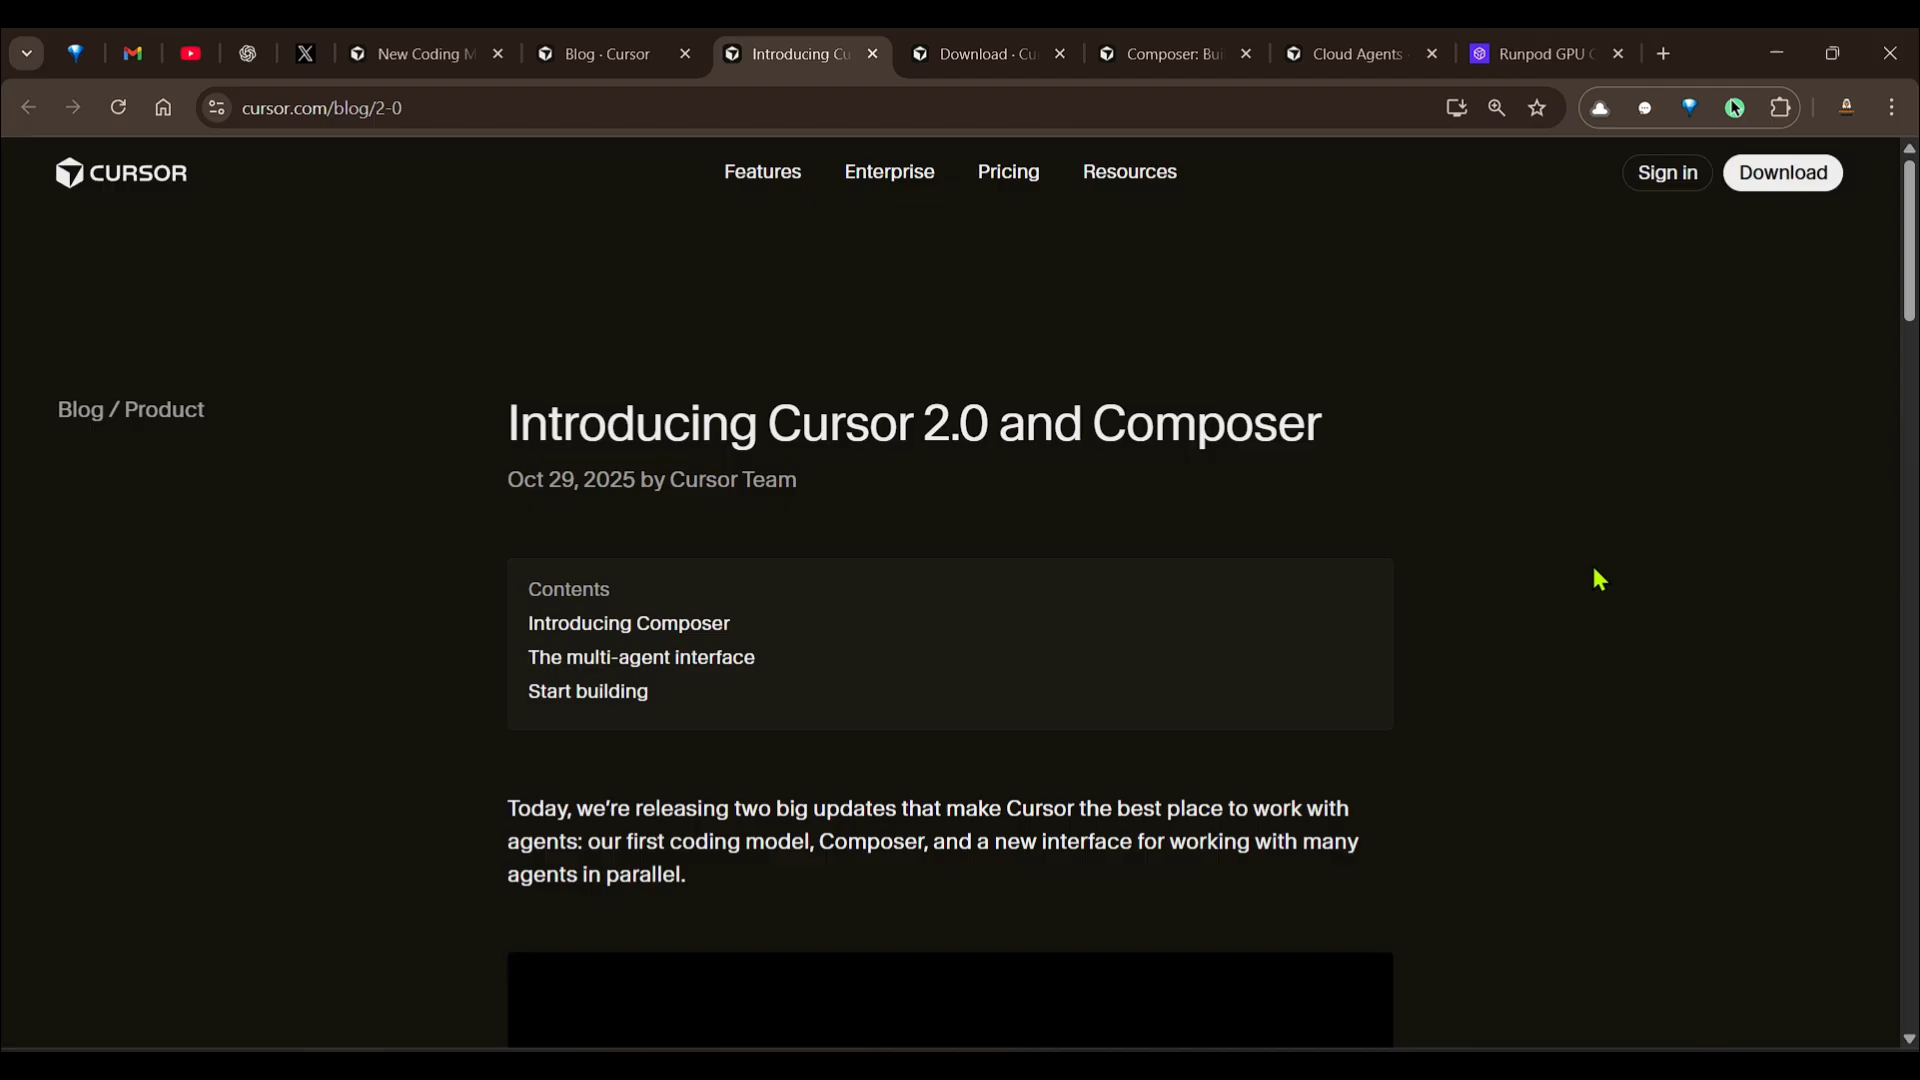 New Coding M
Blog · Cursor
Introducing Cu
Download · Cu
Composer: Bui
Cloud Agents ·
Runpod GPU C
cursor.com/blog/2-0
CURSOR
Features
Enterprise
Pricing
Resources
Sign in
Download
Blog / Product
Introducing Cursor 2.0 and Composer
Oct 29, 2025 by Cursor Team
Contents
Introducing Composer
The multi-agent interface
Start building
Today, we're releasing two big updates that make Cursor the best place to work with
agents: our first coding model, Composer, and a new interface for working with many
agents in parallel.